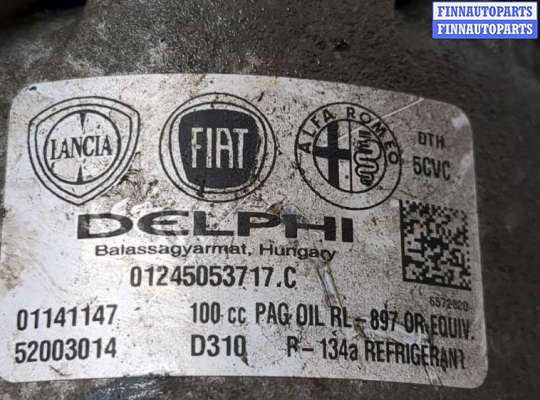 FINNAUTOPARTS
FINNAUTOPARTS
LANCIA
FIAT
ALFA ROMEO
DTH
5CVC
DELPHI
Balassagyarmat, Hungary
01245053717.C
6572820
01141147 100 cc PAG OIL RL-897 OR EQUIV.
52003014 D310 R-134a REFRIGERANT